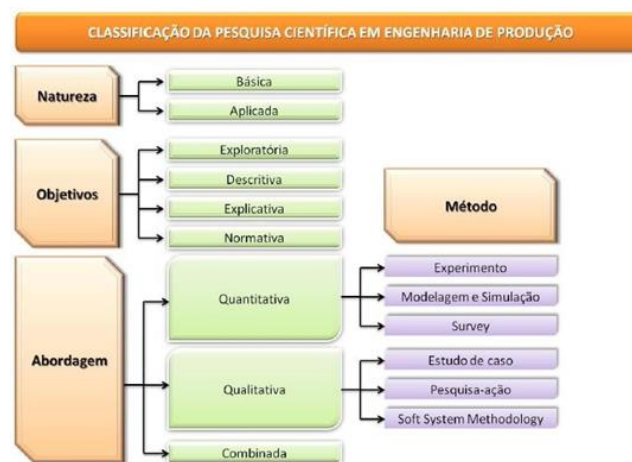 CLASSIFICAÇÃO DA PESQUISA CIENTÍFICA EM ENGENHARIA DE PRODUÇÃO
Natureza
Básica
Aplicada
Objetivos
Exploratória
Descritiva
Explicativa
Normativa
Método
Abordagem
Quantitativa
Experimento
Modelagem e Simulação
Survey
Qualitativa
Estudo de caso
Pesquisa-ação
Soft System Methodology
Combinada